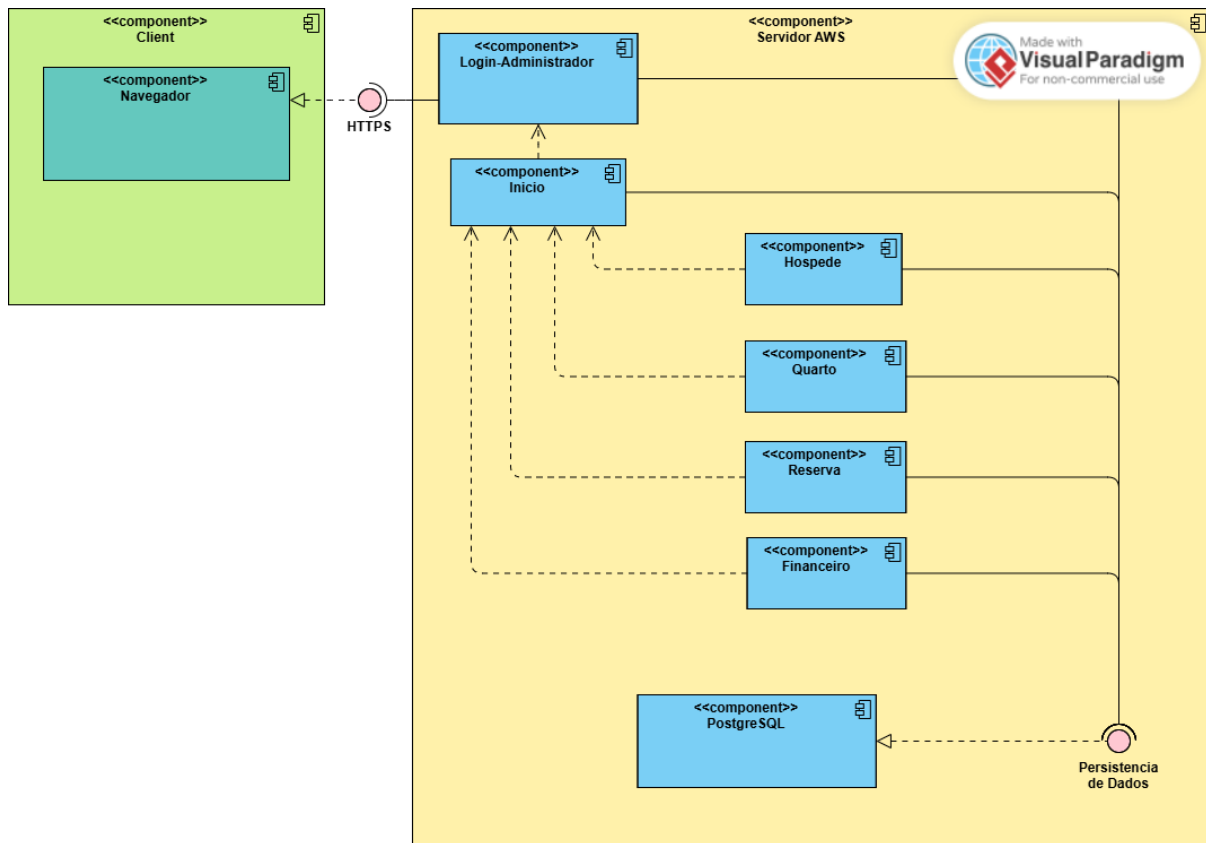 <<component>>
Client
<<component>>
Navegador
HTTPS
<<component>>
Servidor AWS
Made with
Visual Paradigm
For non-commercial use
<<component>>
Login-Administrador
<<component>>
Inicio
<<component>>
Hospede
<<component>>
Quarto
<<component>>
Reserva
<<component>>
Financeiro
<<component>>
PostgreSQL
Persistencia
de Dados